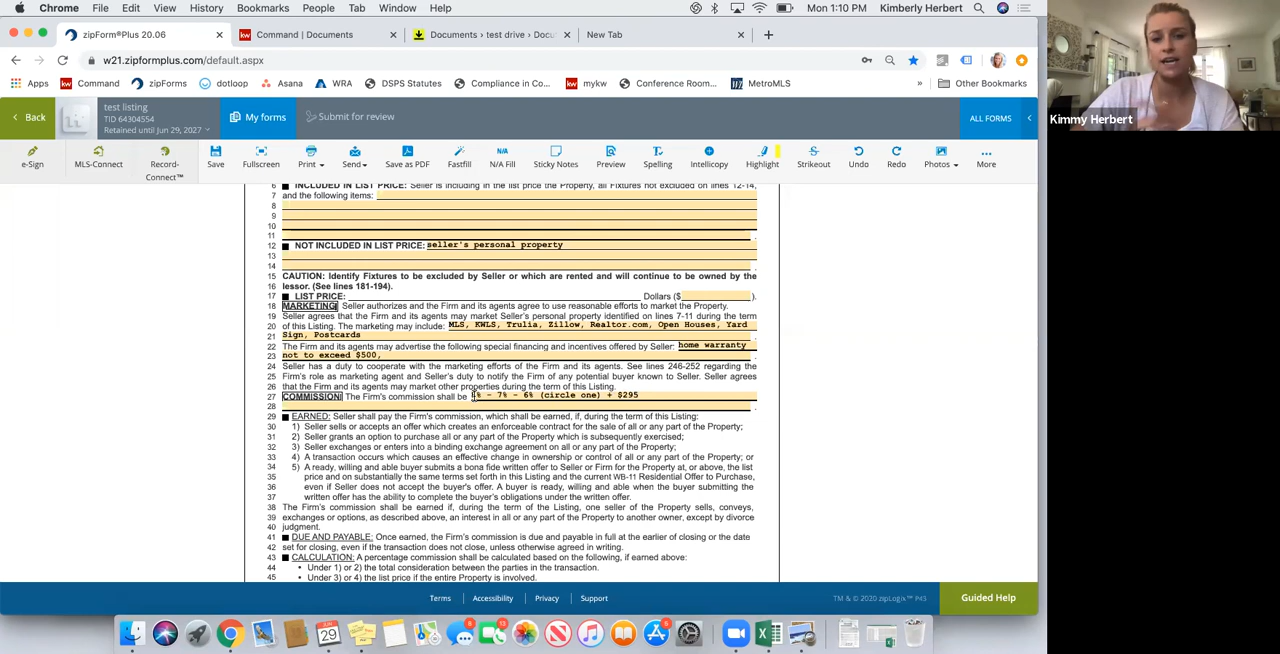 Chrome File Edit View History Bookmarks People Tab Window Help Mon 1:10 PM Kimberly Herbert
zipForm®Plus 20.06 Command | Documents Documents › test drive › Docu New Tab
w21.zipformplus.com/default.aspx
Apps Command zipForms dotloop Asana WRA DSPS Statutes Compliance in Co... mykw Conference Room... MetroMLS » Other Bookmarks
Back test listing My forms Submit for review ALL FORMS
TID 64304554
Retained until Jun 29, 2027
e-Sign MLS-Connect Record-Connect™ Save Fullscreen Print Send Save as PDF Fastfill N/A Fill Sticky Notes Preview Spelling Intellicopy Highlight Strikeout Undo Redo Photos More
Kimmy Herbert
6 ■ INCLUDED IN LIST PRICE: Seller is including in the list price the Property, all Fixtures not excluded on lines 12-14,
7 and the following items:
8
9
10
11 .
12 ■ NOT INCLUDED IN LIST PRICE: seller's personal property
13
14 .
15 CAUTION: Identify Fixtures to be excluded by Seller or which are rented and will continue to be owned by the
16 lessor. (See lines 181-194).
17 ■ LIST PRICE: Dollars ($ ).
18 MARKETING Seller authorizes and the Firm and its agents agree to use reasonable efforts to market the Property.
19 Seller agrees that the Firm and its agents may market Seller's personal property identified on lines 7-11 during the term
20 of this Listing. The marketing may include: MLS, KWLS, Trulia, Zillow, Realtor.com, Open Houses, Yard
21 Sign, Postcards .
22 The Firm and its agents may advertise the following special financing and incentives offered by Seller: home warranty
23 not to exceed $500, .
24 Seller has a duty to cooperate with the marketing efforts of the Firm and its agents. See lines 246-252 regarding the
25 Firm's role as marketing agent and Seller's duty to notify the Firm of any potential buyer known to Seller. Seller agrees
26 that the Firm and its agents may market other properties during the term of this Listing.
27 COMMISSION The Firm's commission shall be % - 7% - 6% (circle one) + $295
28 .
29 ■ EARNED: Seller shall pay the Firm's commission, which shall be earned, if, during the term of this Listing:
30 1) Seller sells or accepts an offer which creates an enforceable contract for the sale of all or any part of the Property;
31 2) Seller grants an option to purchase all or any part of the Property which is subsequently exercised;
32 3) Seller exchanges or enters into a binding exchange agreement on all or any part of the Property;
33 4) A transaction occurs which causes an effective change in ownership or control of all or any part of the Property; or
34 5) A ready, willing and able buyer submits a bona fide written offer to Seller or Firm for the Property at, or above, the list
35 price and on substantially the same terms set forth in this Listing and the current WB-11 Residential Offer to Purchase,
36 even if Seller does not accept the buyer's offer. A buyer is ready, willing and able when the buyer submitting the
37 written offer has the ability to complete the buyer's obligations under the written offer.
38 The Firm's commission shall be earned if, during the term of the Listing, one seller of the Property sells, conveys,
39 exchanges or options, as described above, an interest in all or any part of the Property to another owner, except by divorce
40 judgment.
41 ■ DUE AND PAYABLE: Once earned, the Firm's commission is due and payable in full at the earlier of closing or the date
42 set for closing, even if the transaction does not close, unless otherwise agreed in writing.
43 ■ CALCULATION: A percentage commission shall be calculated based on the following, if earned above:
44 • Under 1) or 2) the total consideration between the parties in the transaction.
45 • Under 3) or 4) the list price if the entire Property is involved.
Terms Accessibility Privacy Support TM & © 2020 zipLogix™ P#3 Guided Help